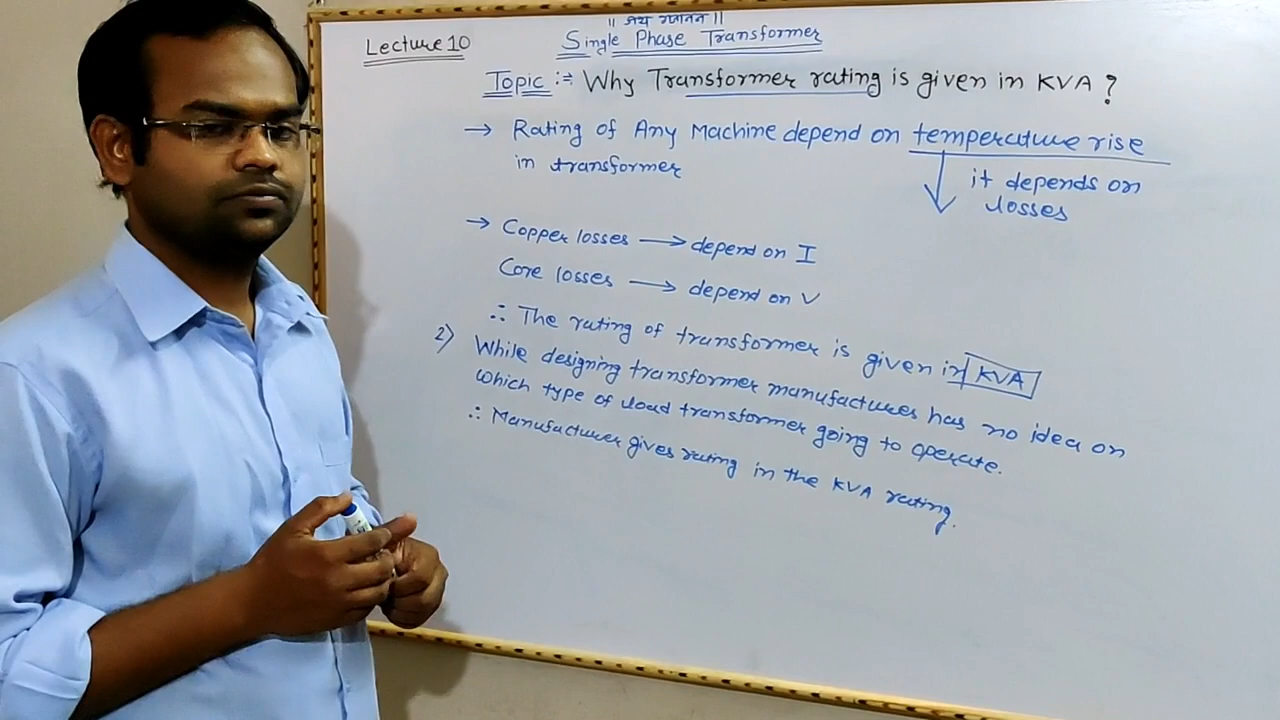 || जय गजानन ||
Lecture 10
Single Phase Transformer
Topic :⇒ Why Transformer rating is given in KVA ?
→ Rating of Any Machine depend on temperature rise
in transformer
it depends on
losses
→ Copper losses → depend on I
Core losses → depend on V
∴ The rating of transformer is given in KVA
2) While designing transformer manufactures has no idea on
which type of load transformer going to operate.
∴ Manufacturer gives rating in the KVA rating.